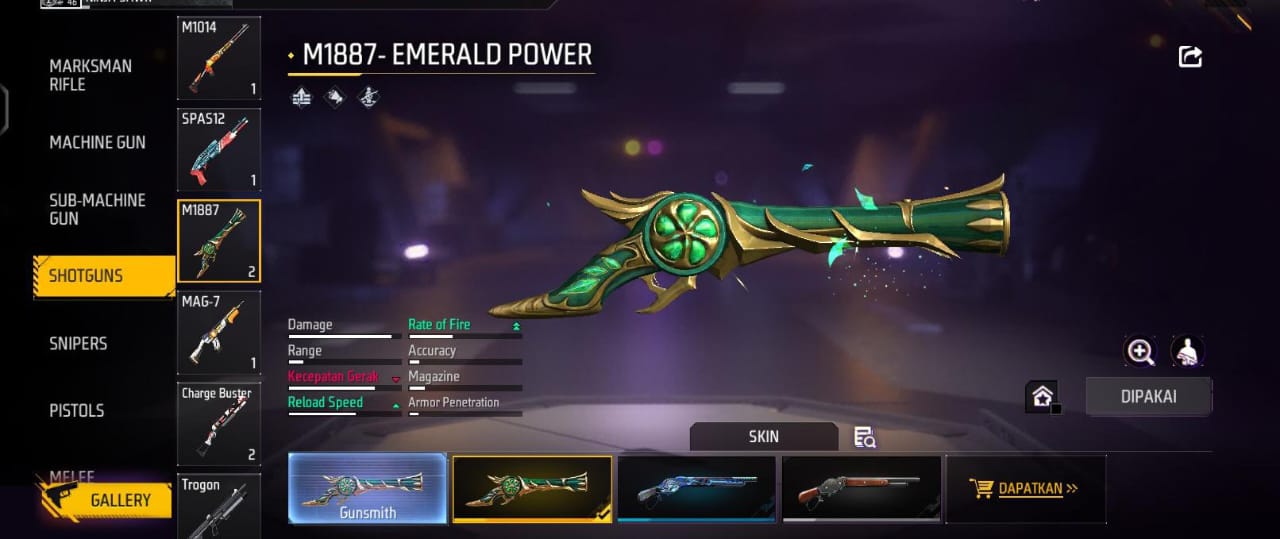 M1014
1
SPAS12
1
M1887
2
MAG-7
1
Charge Buster
2
Trogon
MARKSMAN
RIFLE
MACHINE GUN
SUB-MACHINE
GUN
SHOTGUNS
SNIPERS
PISTOLS
MELEE
GALLERY
M1887- EMERALD POWER
Damage
Rate of Fire
Range
Accuracy
Kecepatan Gerak
Magazine
Reload Speed
Armor Penetration
DIPAKAI
SKIN
Gunsmith
DAPATKAN >>